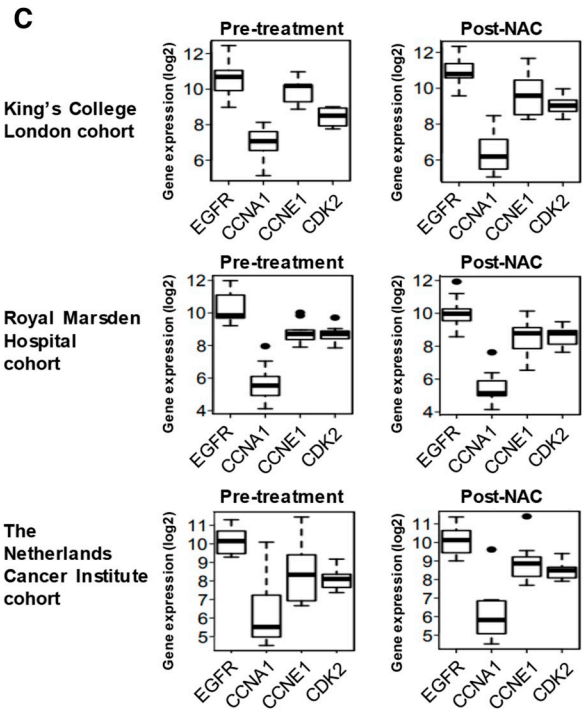 C
Pre-treatment
Post-NAC
King's College
London cohort
Gene expression (log2)
12
10
8
6
EGFR
CCNA1
CCNE1
CDK2
Gene expression (log2)
12
10
8
6
EGFR
CCNA1
CCNE1
CDK2
Pre-treatment
Post-NAC
Royal Marsden
Hospital
cohort
Gene expression (log2)
12
10
8
6
4
EGFR
CCNA1
CCNE1
CDK2
Gene expression (log2)
12
10
8
6
4
EGFR
CCNA1
CCNE1
CDK2
Pre-treatment
Post-NAC
The
Netherlands
Cancer Institute
cohort
Gene expression (log2)
11
10
9
8
7
6
5
EGFR
CCNA1
CCNE1
CDK2
Gene expression (log2)
11
10
9
8
7
6
5
EGFR
CCNA1
CCNE1
CDK2